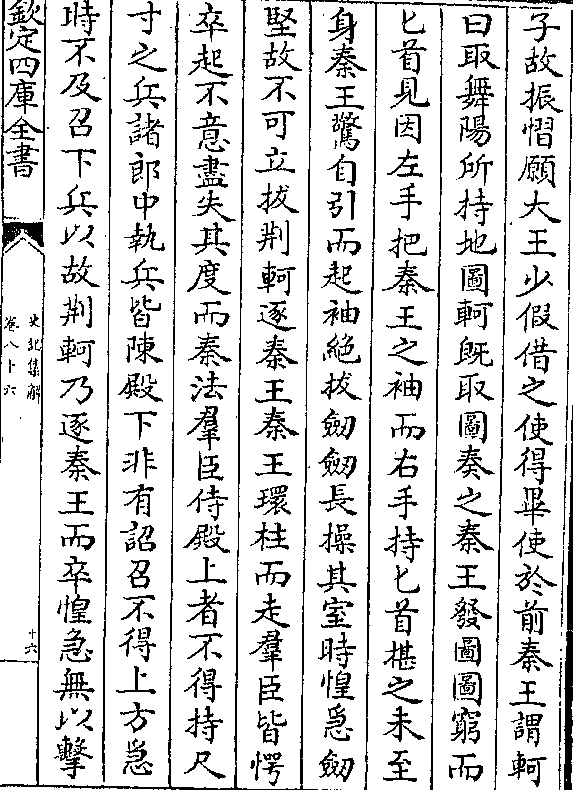 子故振慴願大王少假借之使得畢使於前秦王謂軻
曰取舞陽所持地圖軻既取圖奏之秦王發圖圖窮而
匕首見因左手把秦王之袖而右手持匕首揕之未至
身秦王驚自引而起袖絶拔劒劒長操其室時惶急劒
堅故不可立拔荆軻逐秦王秦王環柱而走羣臣皆愕
卒起不意盡失其度而秦法羣臣侍殿上者不得持尺
寸之兵諸郎中執兵皆陳殿下非有詔召不得上方急
時不及召下兵以故荆軻乃逐秦王而卒惶急無以擊
欽定四庫全書
史記集解
卷八十六
十六